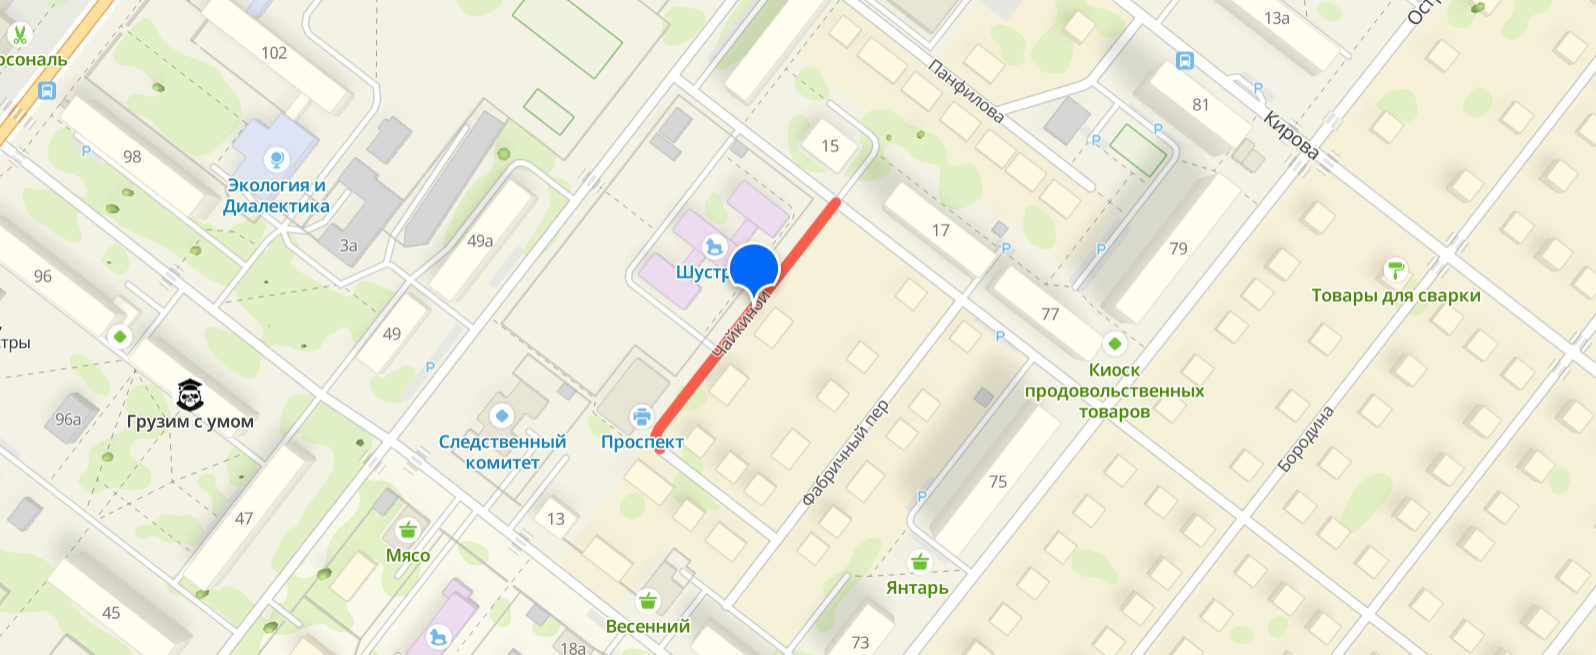 Ост
13а
102
Панфилова
рсональ
81
Р
Р
Р
Кирова
15
98
Р
Экология и
Диалектика
49а
3а
17
Р
Р
79
96
Шустр
Товары для сварки
Чайкиной
77
49
Р
тры
Р
Киоск
продовольственных
товаров
96а
Грузим с умом
Следственный
комитет
Проспект
Фабричный пер
Бородина
75
Р
47
13
Мясо
Янтарь
45
Весенний
73
18а